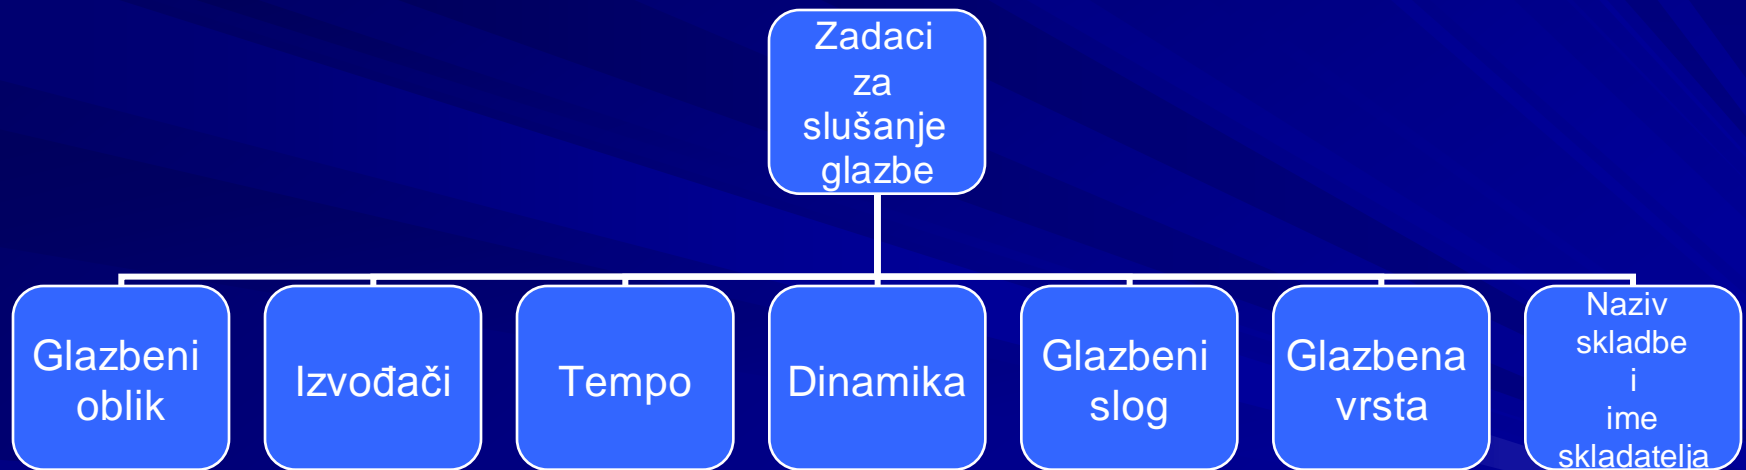 Zadaci
za
slušanje
glazbe
Glazbeni
oblik
Izvođači
Tempo
Dinamika
Glazbeni
slog
Glazbena
vrsta
Naziv
skladbe
i
ime
skladatelja